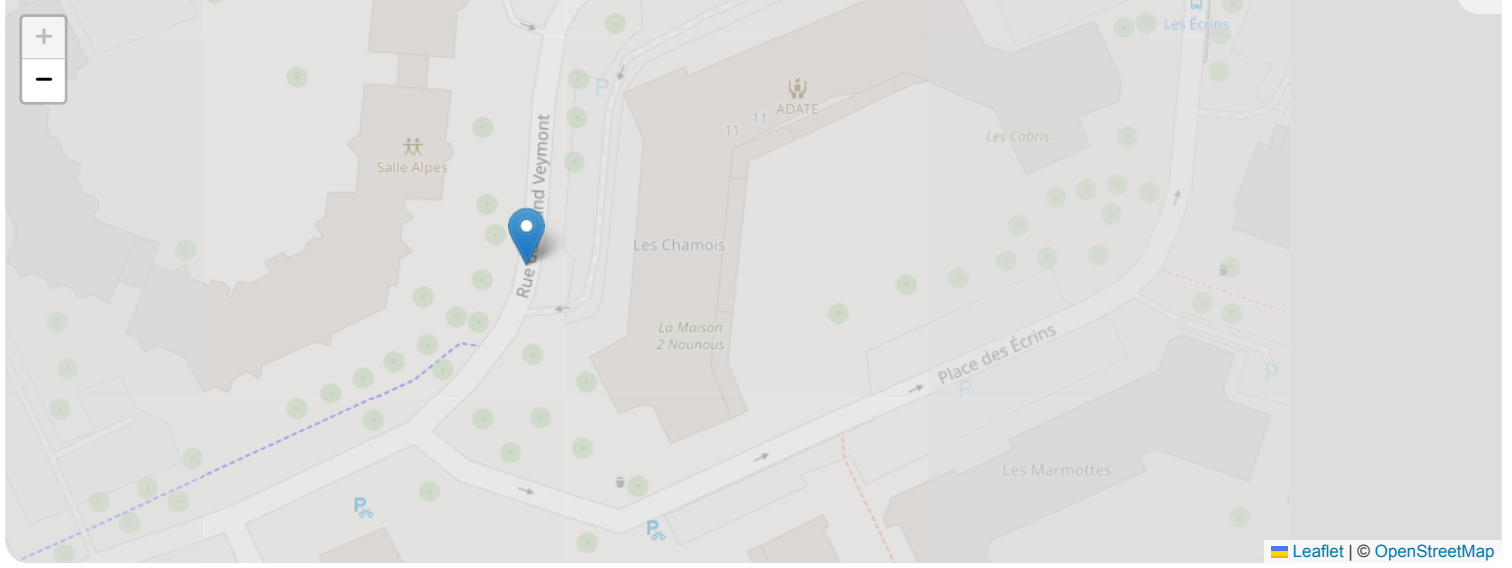 +
−
Les Écrins
P
ADATE
11 11
Les Cabris
Salle Alpes
Rue d
nd Veymont
Les Chamois
La Maison
2 Nounous
Place des Écrins
P
P
Les Marmottes
P
P
Leaflet | © OpenStreetMap